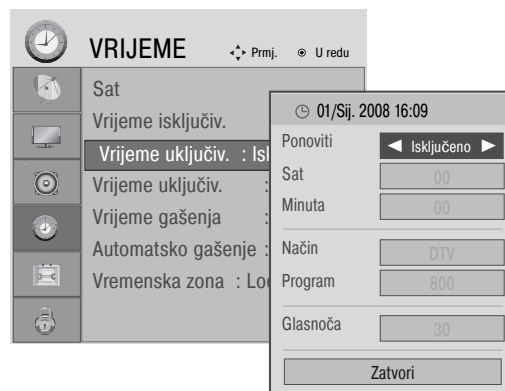 VRIJEME Prmj. U redu
Sat
Vrijeme isključiv.
Vrijeme uključiv. : Isl
Vrijeme uključiv. :
Vrijeme gašenja :
Automatsko gašenje :
Vremenska zona : Lo
01/Sij. 2008 16:09
Ponoviti ◄ Isključeno ►
Sat 00
Minuta 00
Način DTV
Program 800
Glasnoća 30
Zatvori